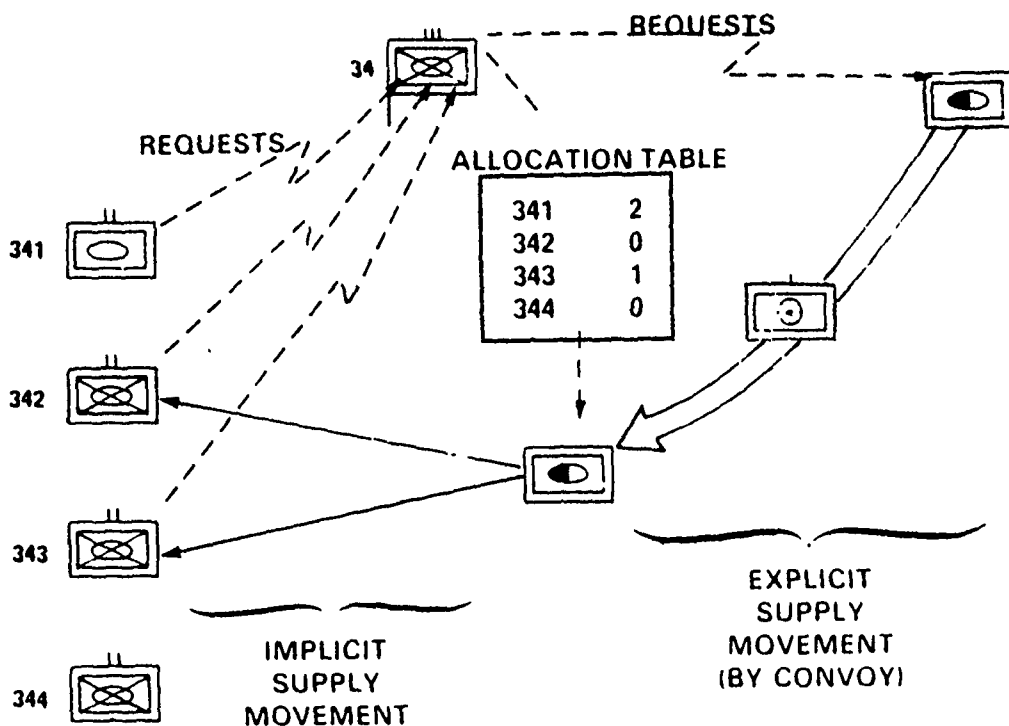 REQUESTS
34
REQUESTS
ALLOCATION TABLE
341 2
342 0
343 1
344 0
341
342
343
344
IMPLICIT
SUPPLY
MOVEMENT
EXPLICIT
SUPPLY
MOVEMENT
(BY CONVOY)